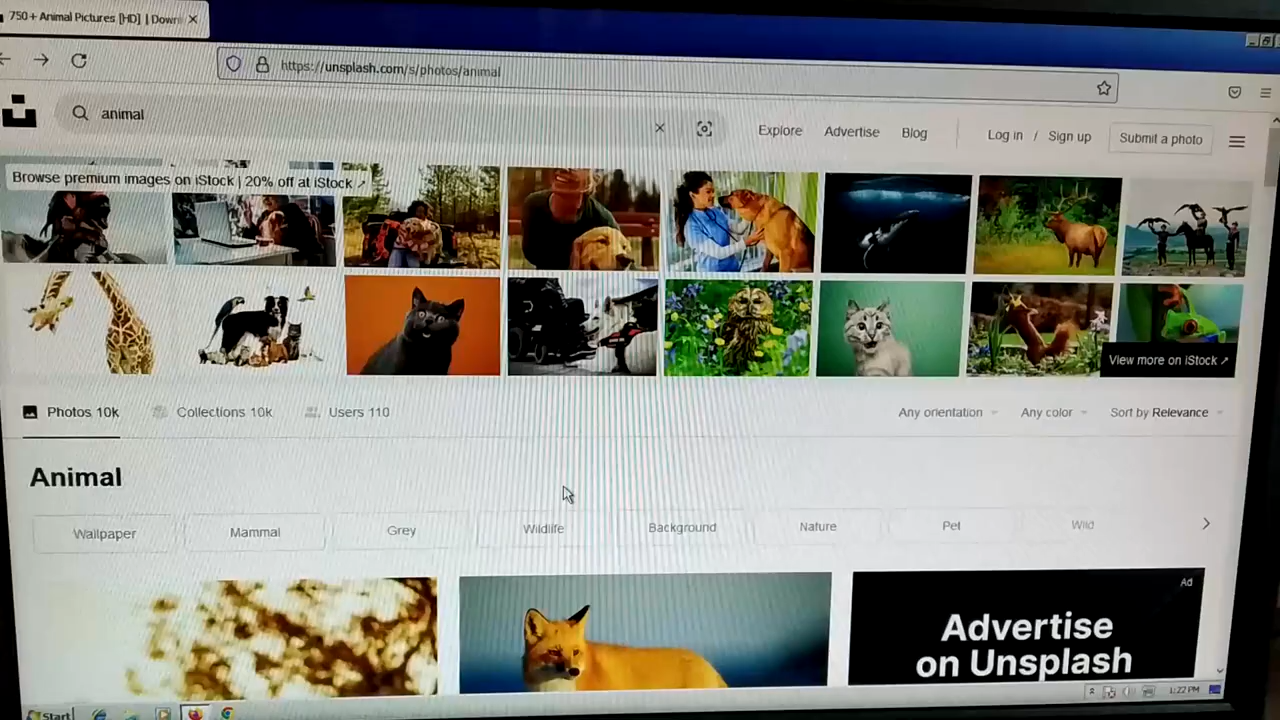 750+ Animal Pictures [HD] | Down
https://unsplash.com/s/photos/animal
animal
Explore
Advertise
Blog
Log in / Sign up
Submit a photo
Browse premium images on iStock | 20% off at iStock ↗
View more on iStock ↗
Photos 10k
Collections 10k
Users 110
Any orientation
Any color
Sort by Relevance
Animal
Wallpaper
Mammal
Grey
Wildlife
Background
Nature
Pet
Wild
Ad
Advertise
on Unsplash
1:22 PM
Start